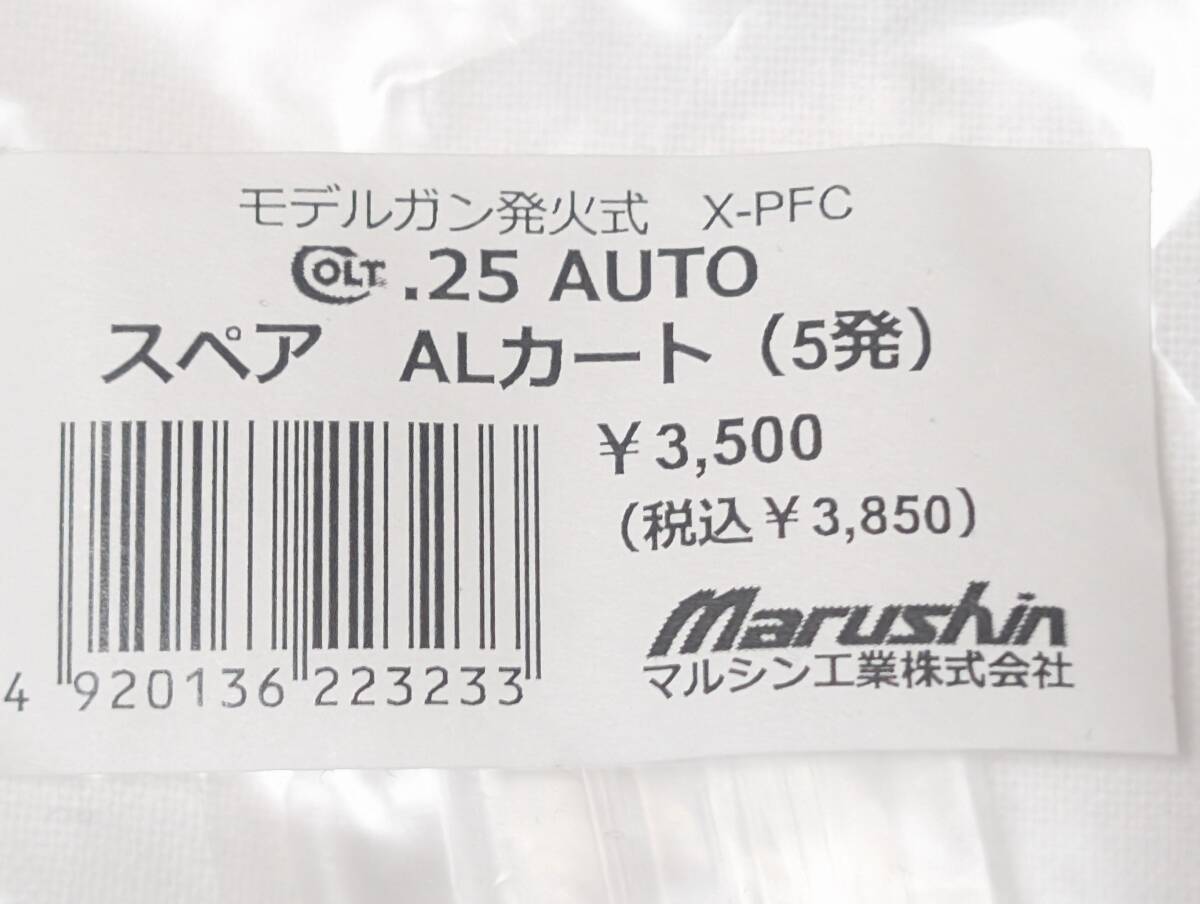 モデルガン発火式　X-PFC
COLT .25 AUTO
スペア　ALカート（5発）
￥3,500
（税込￥3,850）
Marushin
マルシン工業株式会社
4 920136 223233